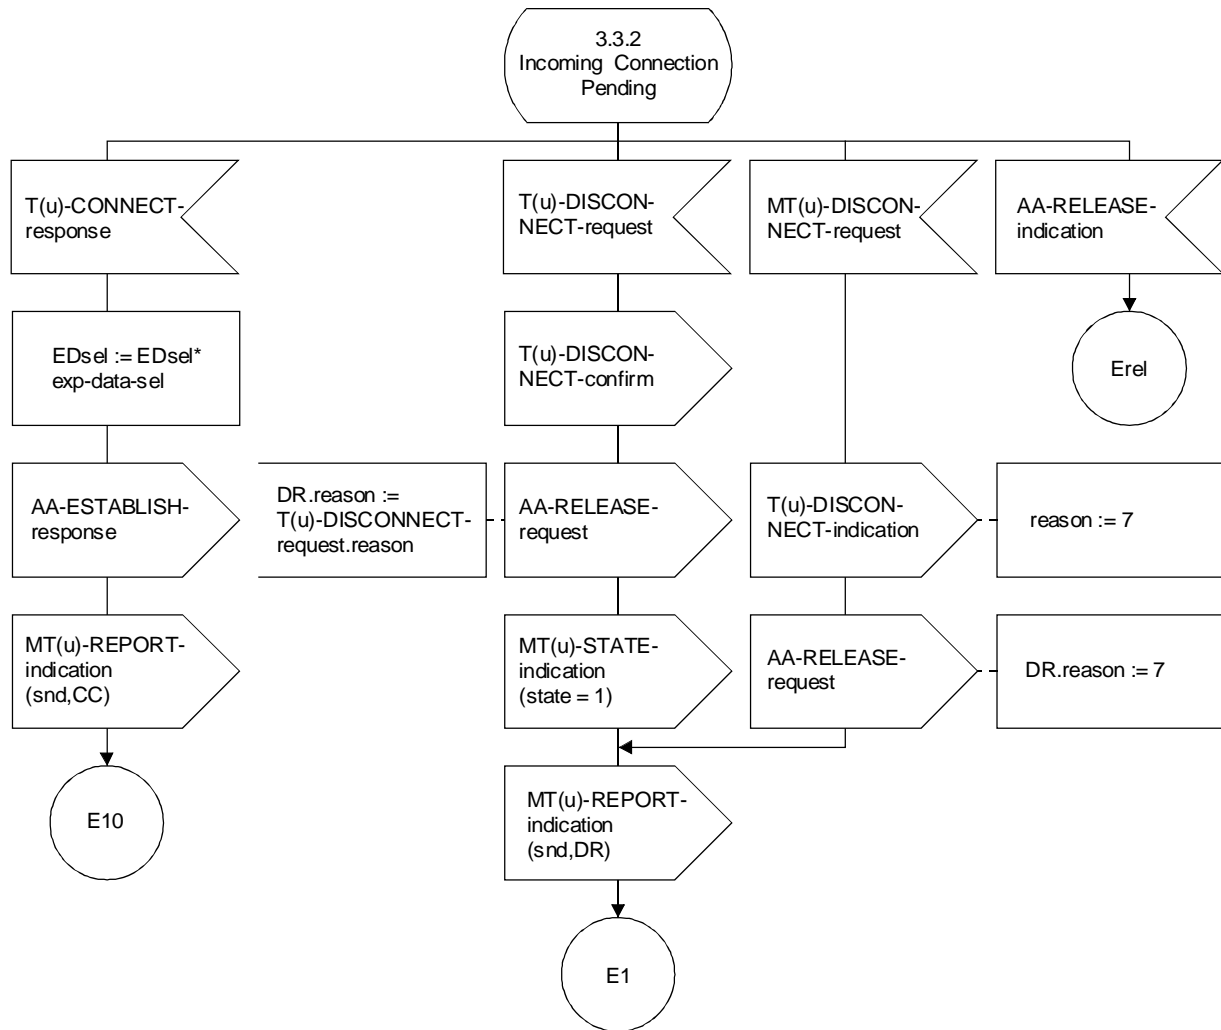 3.3.2
Incoming Connection
Pending
T(u)-CONNECT-
response
T(u)-DISCON-
NECT-request
MT(u)-DISCON-
NECT-request
AA-RELEASE-
indication
EDsel := EDsel*
exp-data-sel
T(u)-DISCON-
NECT-confirm
Erel
AA-ESTABLISH-
response
DR.reason :=
T(u)-DISCONNECT-
request.reason
AA-RELEASE-
request
T(u)-DISCON-
NECT-indication
reason := 7
MT(u)-REPORT-
indication
(snd,CC)
MT(u)-STATE-
indication
(state = 1)
AA-RELEASE-
request
DR.reason := 7
E10
MT(u)-REPORT-
indication
(snd,DR)
E1